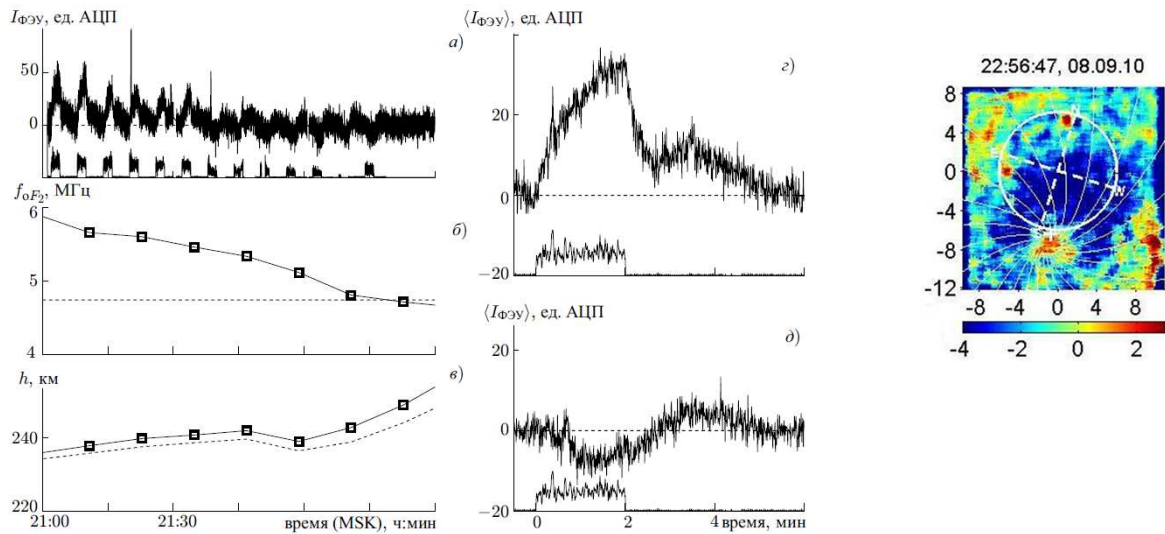 I_ФЭУ, ед. АЦП
а)
50
0
f_oF₂, МГц
6
б)
5
4
h, км
в)
240
220
21:00
21:30
время (MSK), ч:мин
⟨I_ФЭУ⟩, ед. АЦП
г)
20
0
−20
⟨I_ФЭУ⟩, ед. АЦП
д)
20
0
−20
0
2
4
время, мин
22:56:47, 08.09.10
8
4
0
-4
-8
-12
-8
-4
0
4
8
-4
-2
0
2